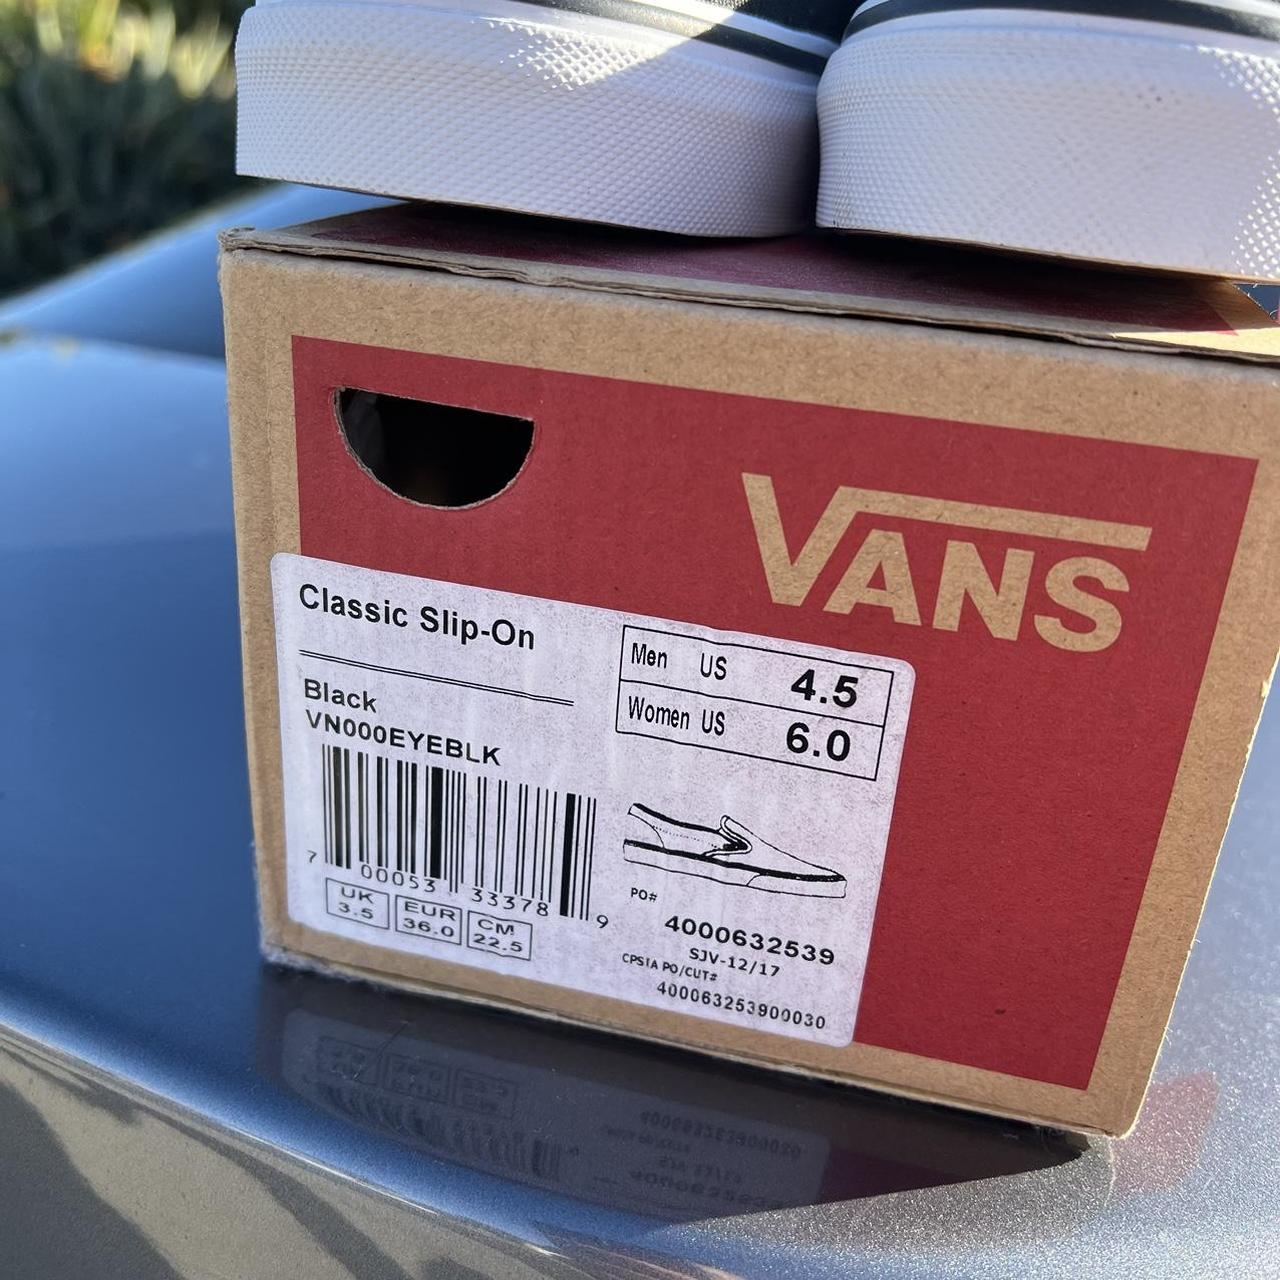 VANS
Classic Slip-On
Black
VN000EYEBLK
Men US 4.5
Women US 6.0
7 00053 33378 9
UK 3.5
EUR 36.0
CM 22.5
PO#
4000632539
SJV-12/17
CPSIA PO/CUT#
400063253900030